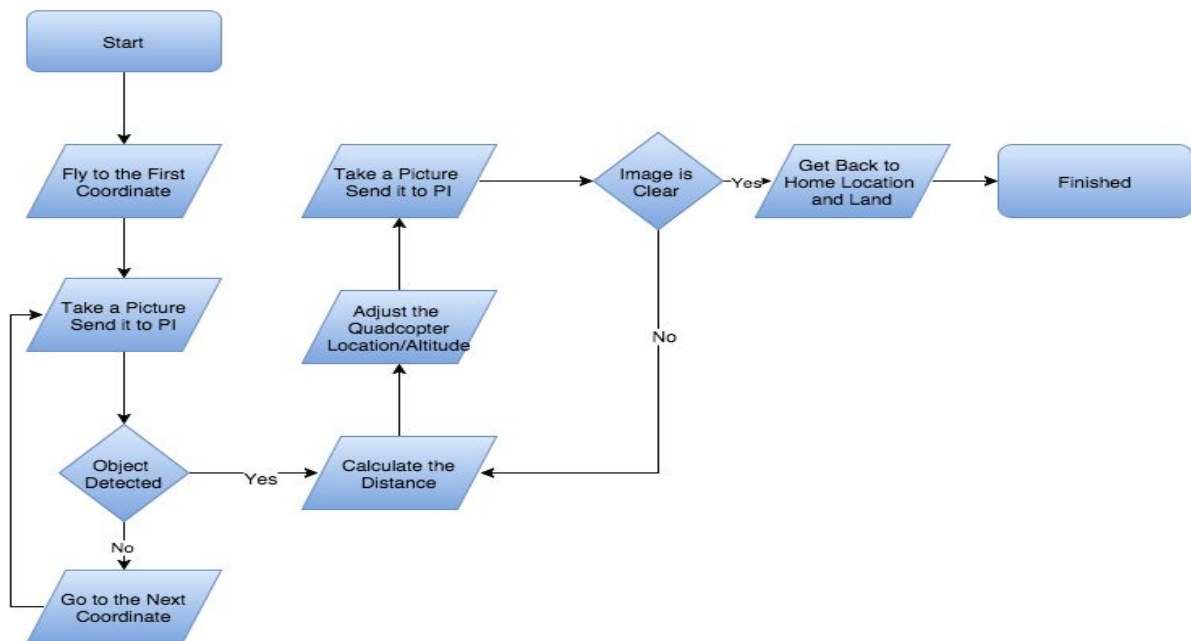 Start
Fly to the First
Coordinate
Take a Picture
Send it to PI
Object
Detected
No
Go to the Next
Coordinate
Yes
Calculate the
Distance
Adjust the
Quadcopter
Location/Altitude
Take a Picture
Send it to PI
Image is
Clear
No
Yes
Get Back to
Home Location
and Land
Finished